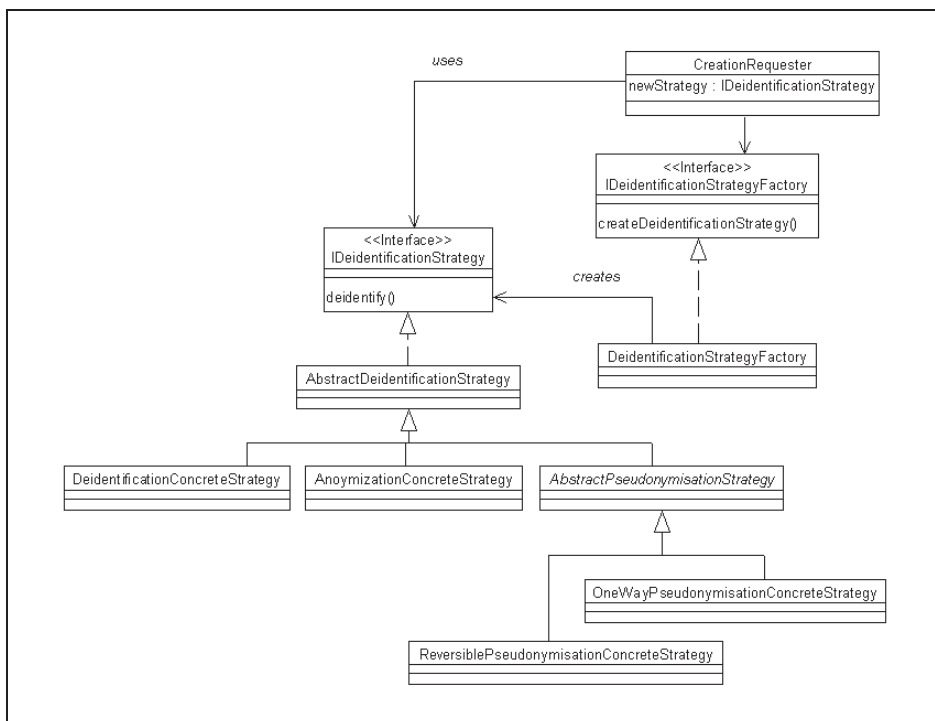 uses
CreationRequester
newStrategy : IDeidentificationStrategy
<<Interface>>
IDeidentificationStrategyFactory
createDeidentificationStrategy()
<<Interface>>
IDeidentificationStrategy
deidentify()
creates
DeidentificationStrategyFactory
AbstractDeidentificationStrategy
DeidentificationConcreteStrategy
AnoymizationConcreteStrategy
AbstractPseudonymisationStrategy
OneWayPseudonymisationConcreteStrategy
ReversiblePseudonymisationConcreteStrategy